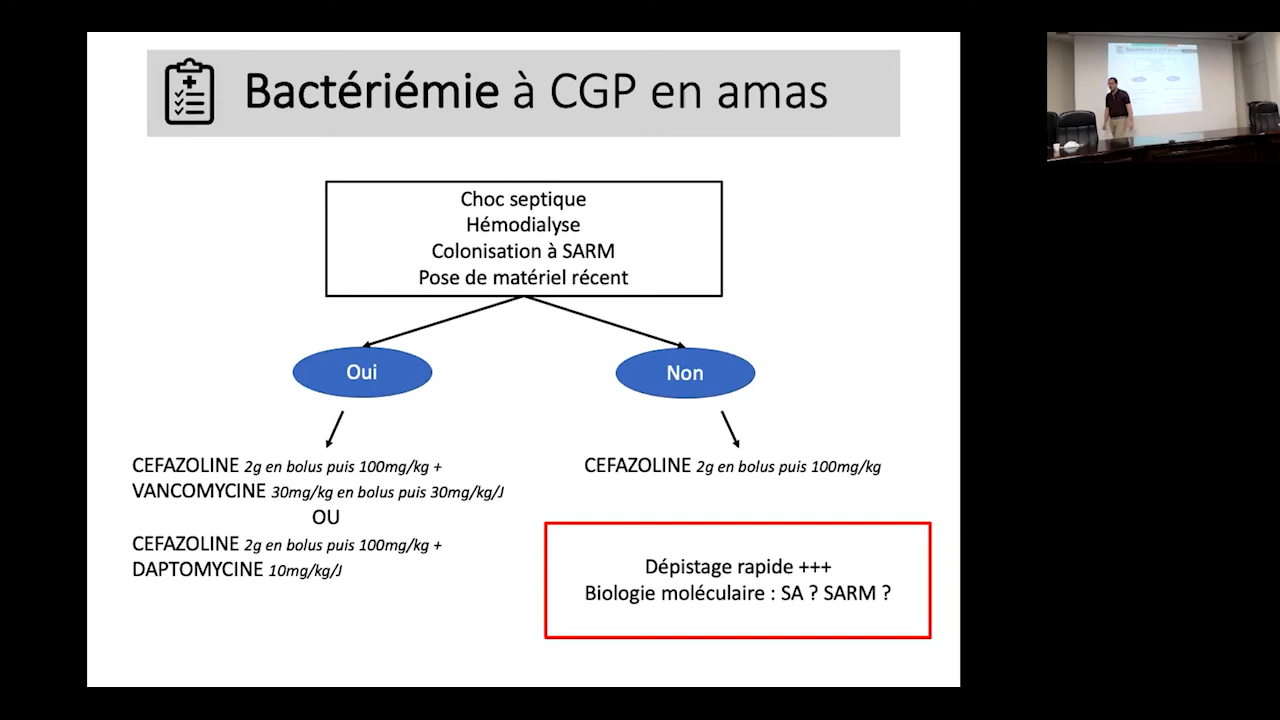 Bactériémie à CGP en amas
Choc septique
Hémodialyse
Colonisation à SARM
Pose de matériel récent
Oui
Non
CEFAZOLINE 2g en bolus puis 100mg/kg +
VANCOMYCINE 30mg/kg en bolus puis 30mg/kg/J
OU
CEFAZOLINE 2g en bolus puis 100mg/kg +
DAPTOMYCINE 10mg/kg/J
CEFAZOLINE 2g en bolus puis 100mg/kg
Dépistage rapide +++
Biologie moléculaire : SA ? SARM ?